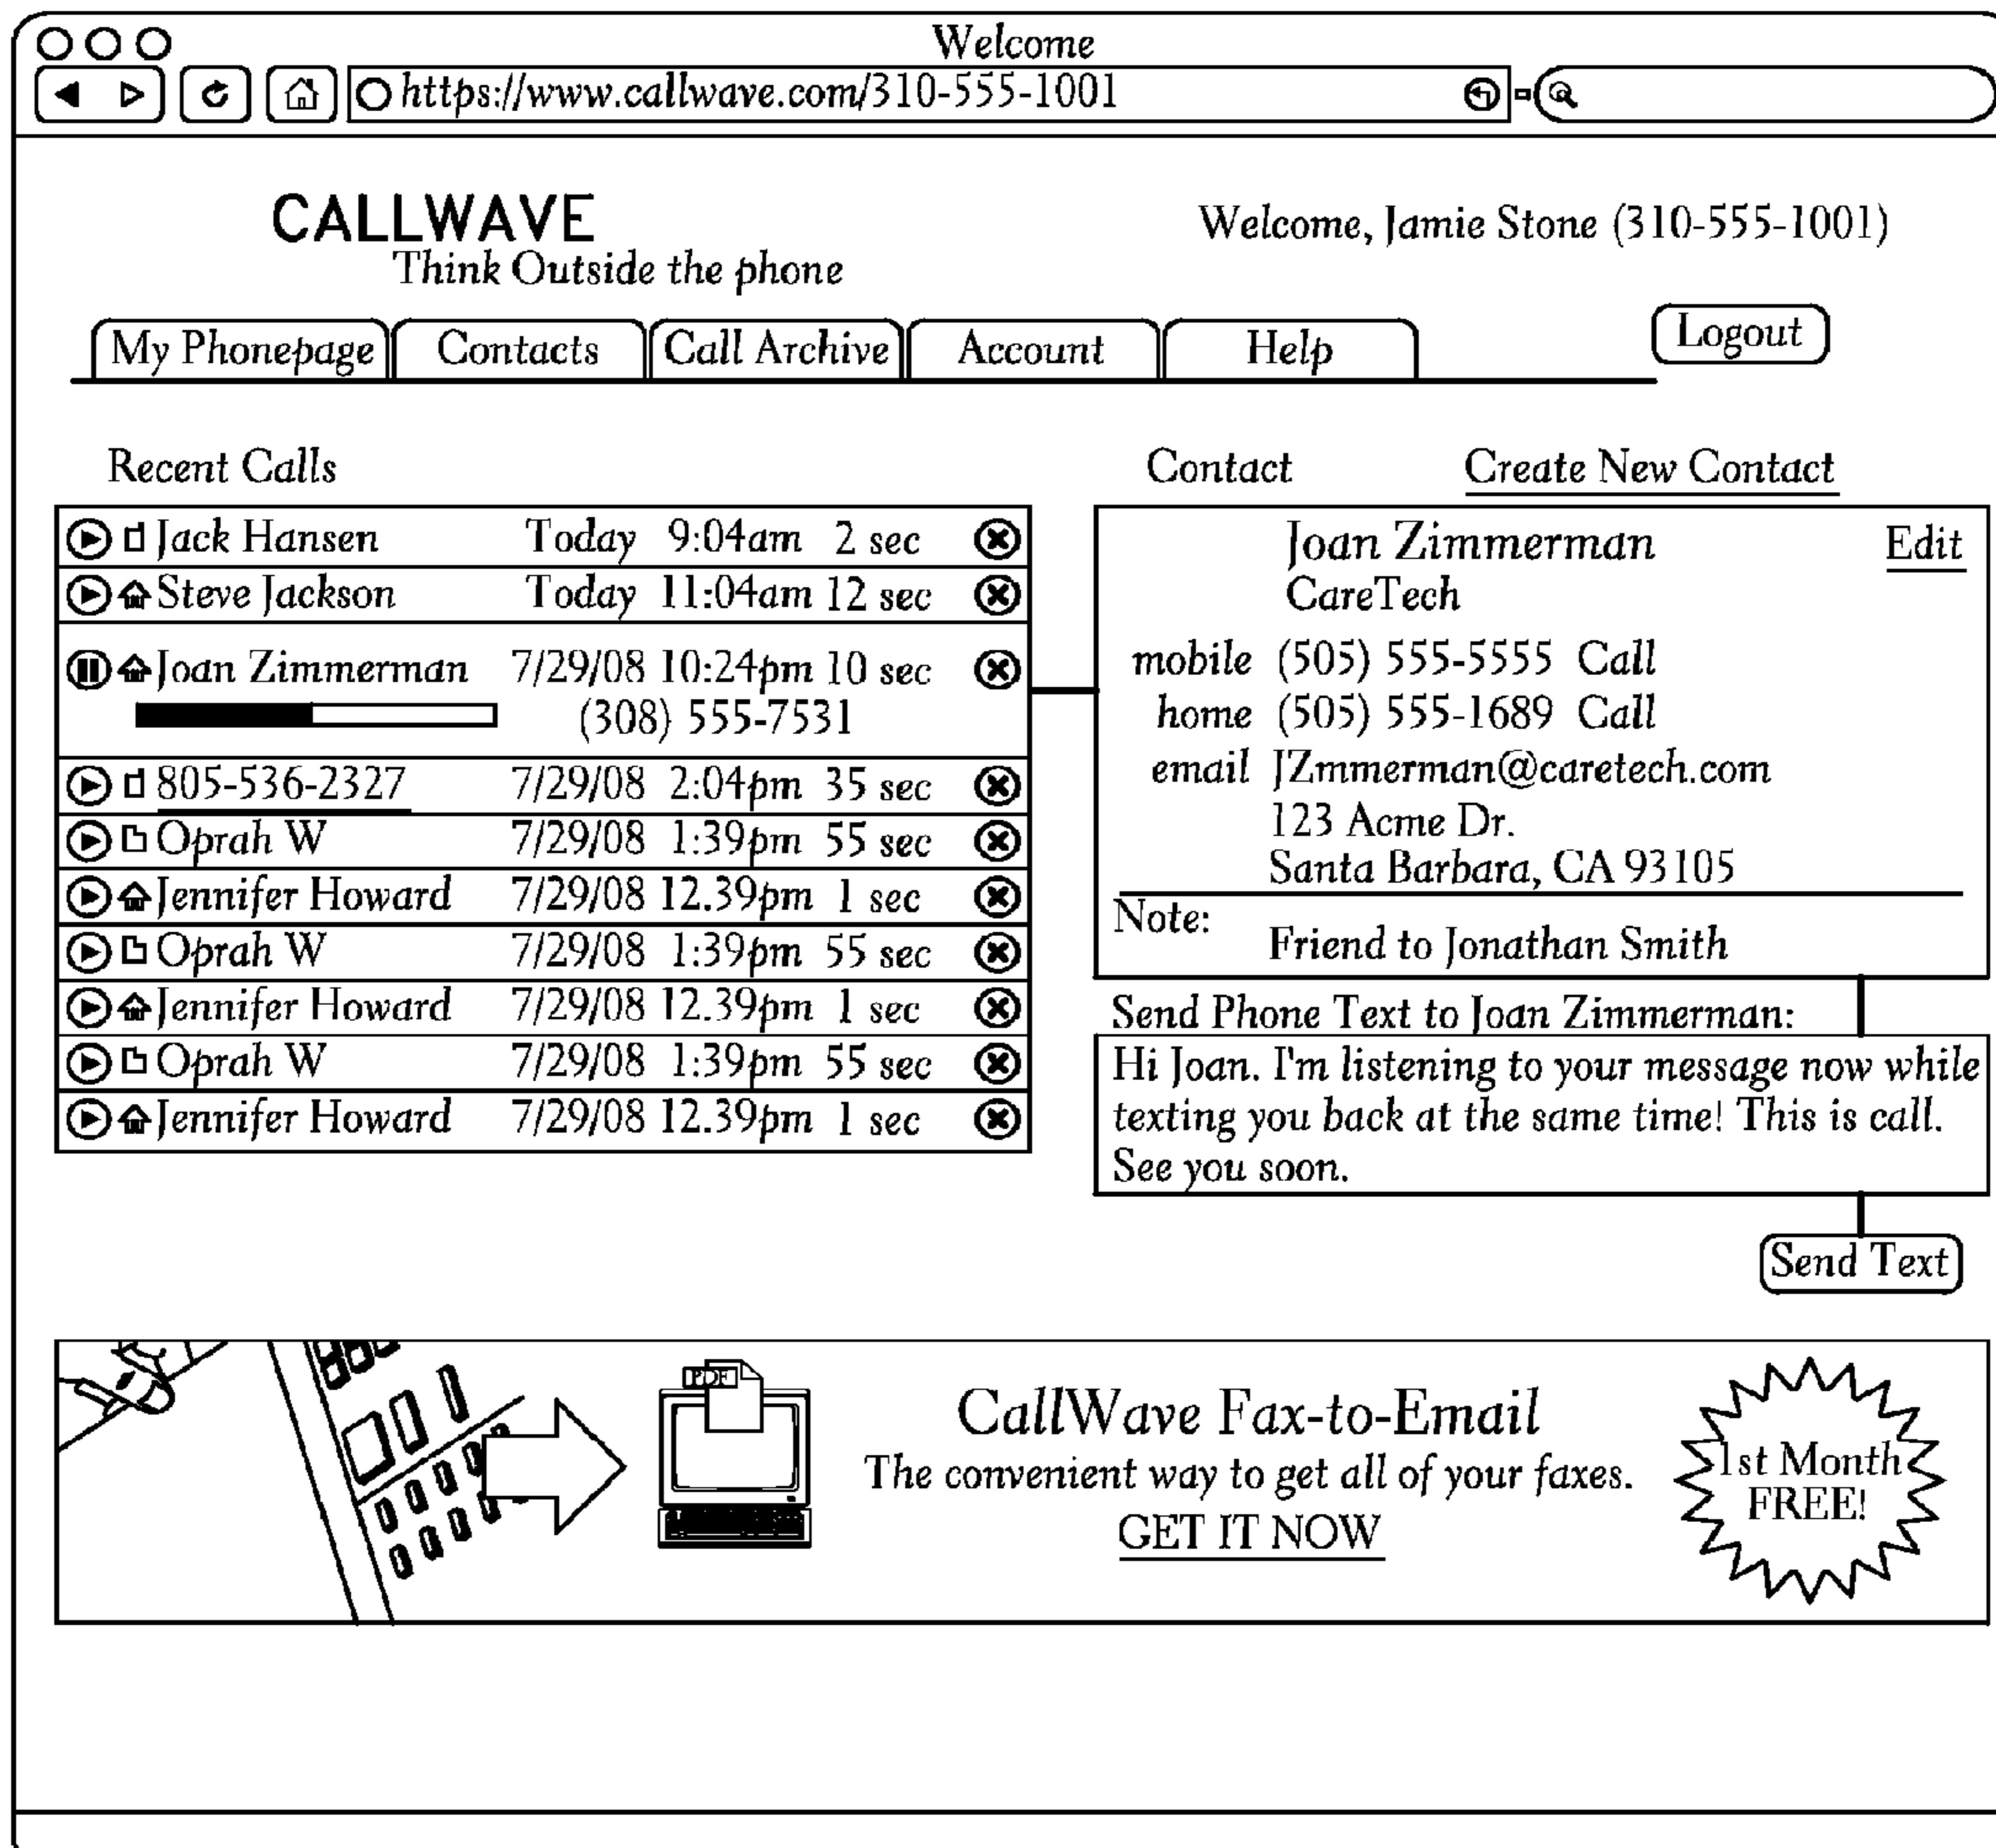 Welcome
https://www.callwave.com/310-555-1001
CALLWAVE
Think Outside the phone
Welcome, Jamie Stone (310-555-1001)
My Phonepage Contacts Call Archive Account Help Logout
Recent Calls
Jack Hansen Today 9:04am 2 sec
Steve Jackson Today 11:04am 12 sec
Joan Zimmerman 7/29/08 10:24pm 10 sec
(308) 555-7531
805-536-2327 7/29/08 2:04pm 35 sec
Oprah W 7/29/08 1:39pm 55 sec
Jennifer Howard 7/29/08 12.39pm 1 sec
Oprah W 7/29/08 1:39pm 55 sec
Jennifer Howard 7/29/08 12.39pm 1 sec
Oprah W 7/29/08 1:39pm 55 sec
Jennifer Howard 7/29/08 12.39pm 1 sec
Contact Create New Contact
Joan Zimmerman Edit
CareTech
mobile (505) 555-5555 Call
home (505) 555-1689 Call
email JZmmerman@caretech.com
123 Acme Dr.
Santa Barbara, CA 93105
Note:
Friend to Jonathan Smith
Send Phone Text to Joan Zimmerman:
Hi Joan. I'm listening to your message now while
texting you back at the same time! This is call.
See you soon.
Send Text
PDF
CallWave Fax-to-Email
The convenient way to get all of your faxes.
GET IT NOW
1st Month
FREE!